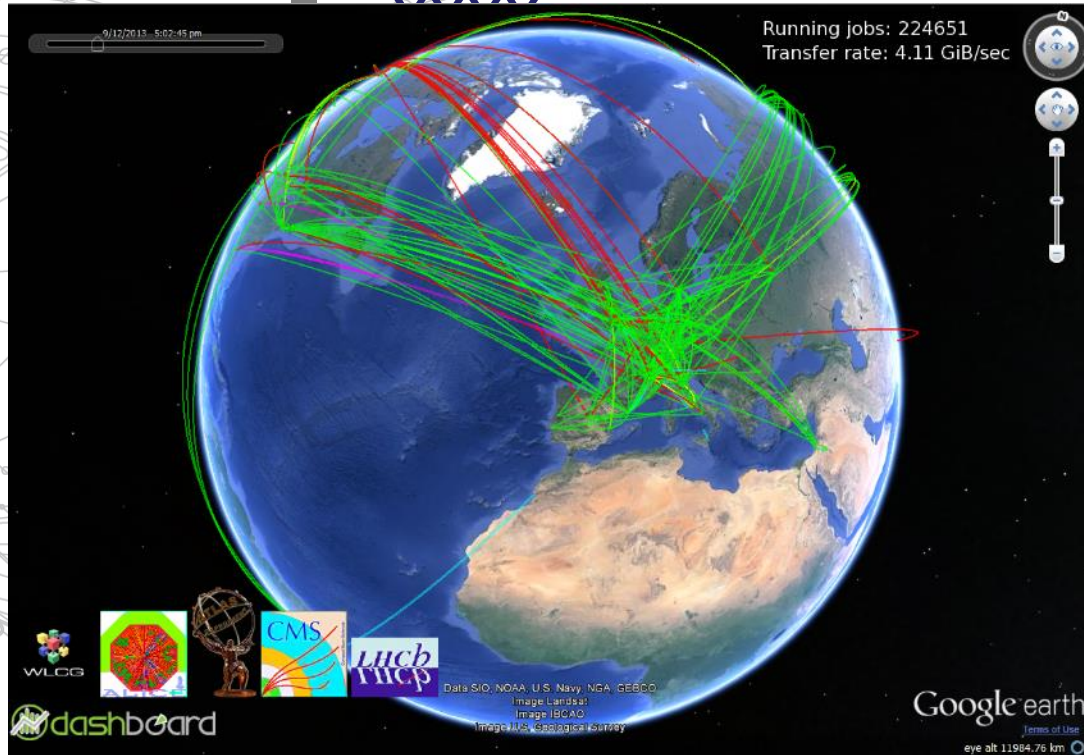 9/12/2013 5:02:45 pm
Running jobs: 224651
Transfer rate: 4.11 GiB/sec
N
WLCG
ALICE
CMS
LHCb
dashboard
Data SIO, NOAA, U.S. Navy, NGA, GEBCO
Image Landsat
Image IBCAO
Image U.S. Geological Survey
Google earth
Terms of Use
eye alt 11984.76 km